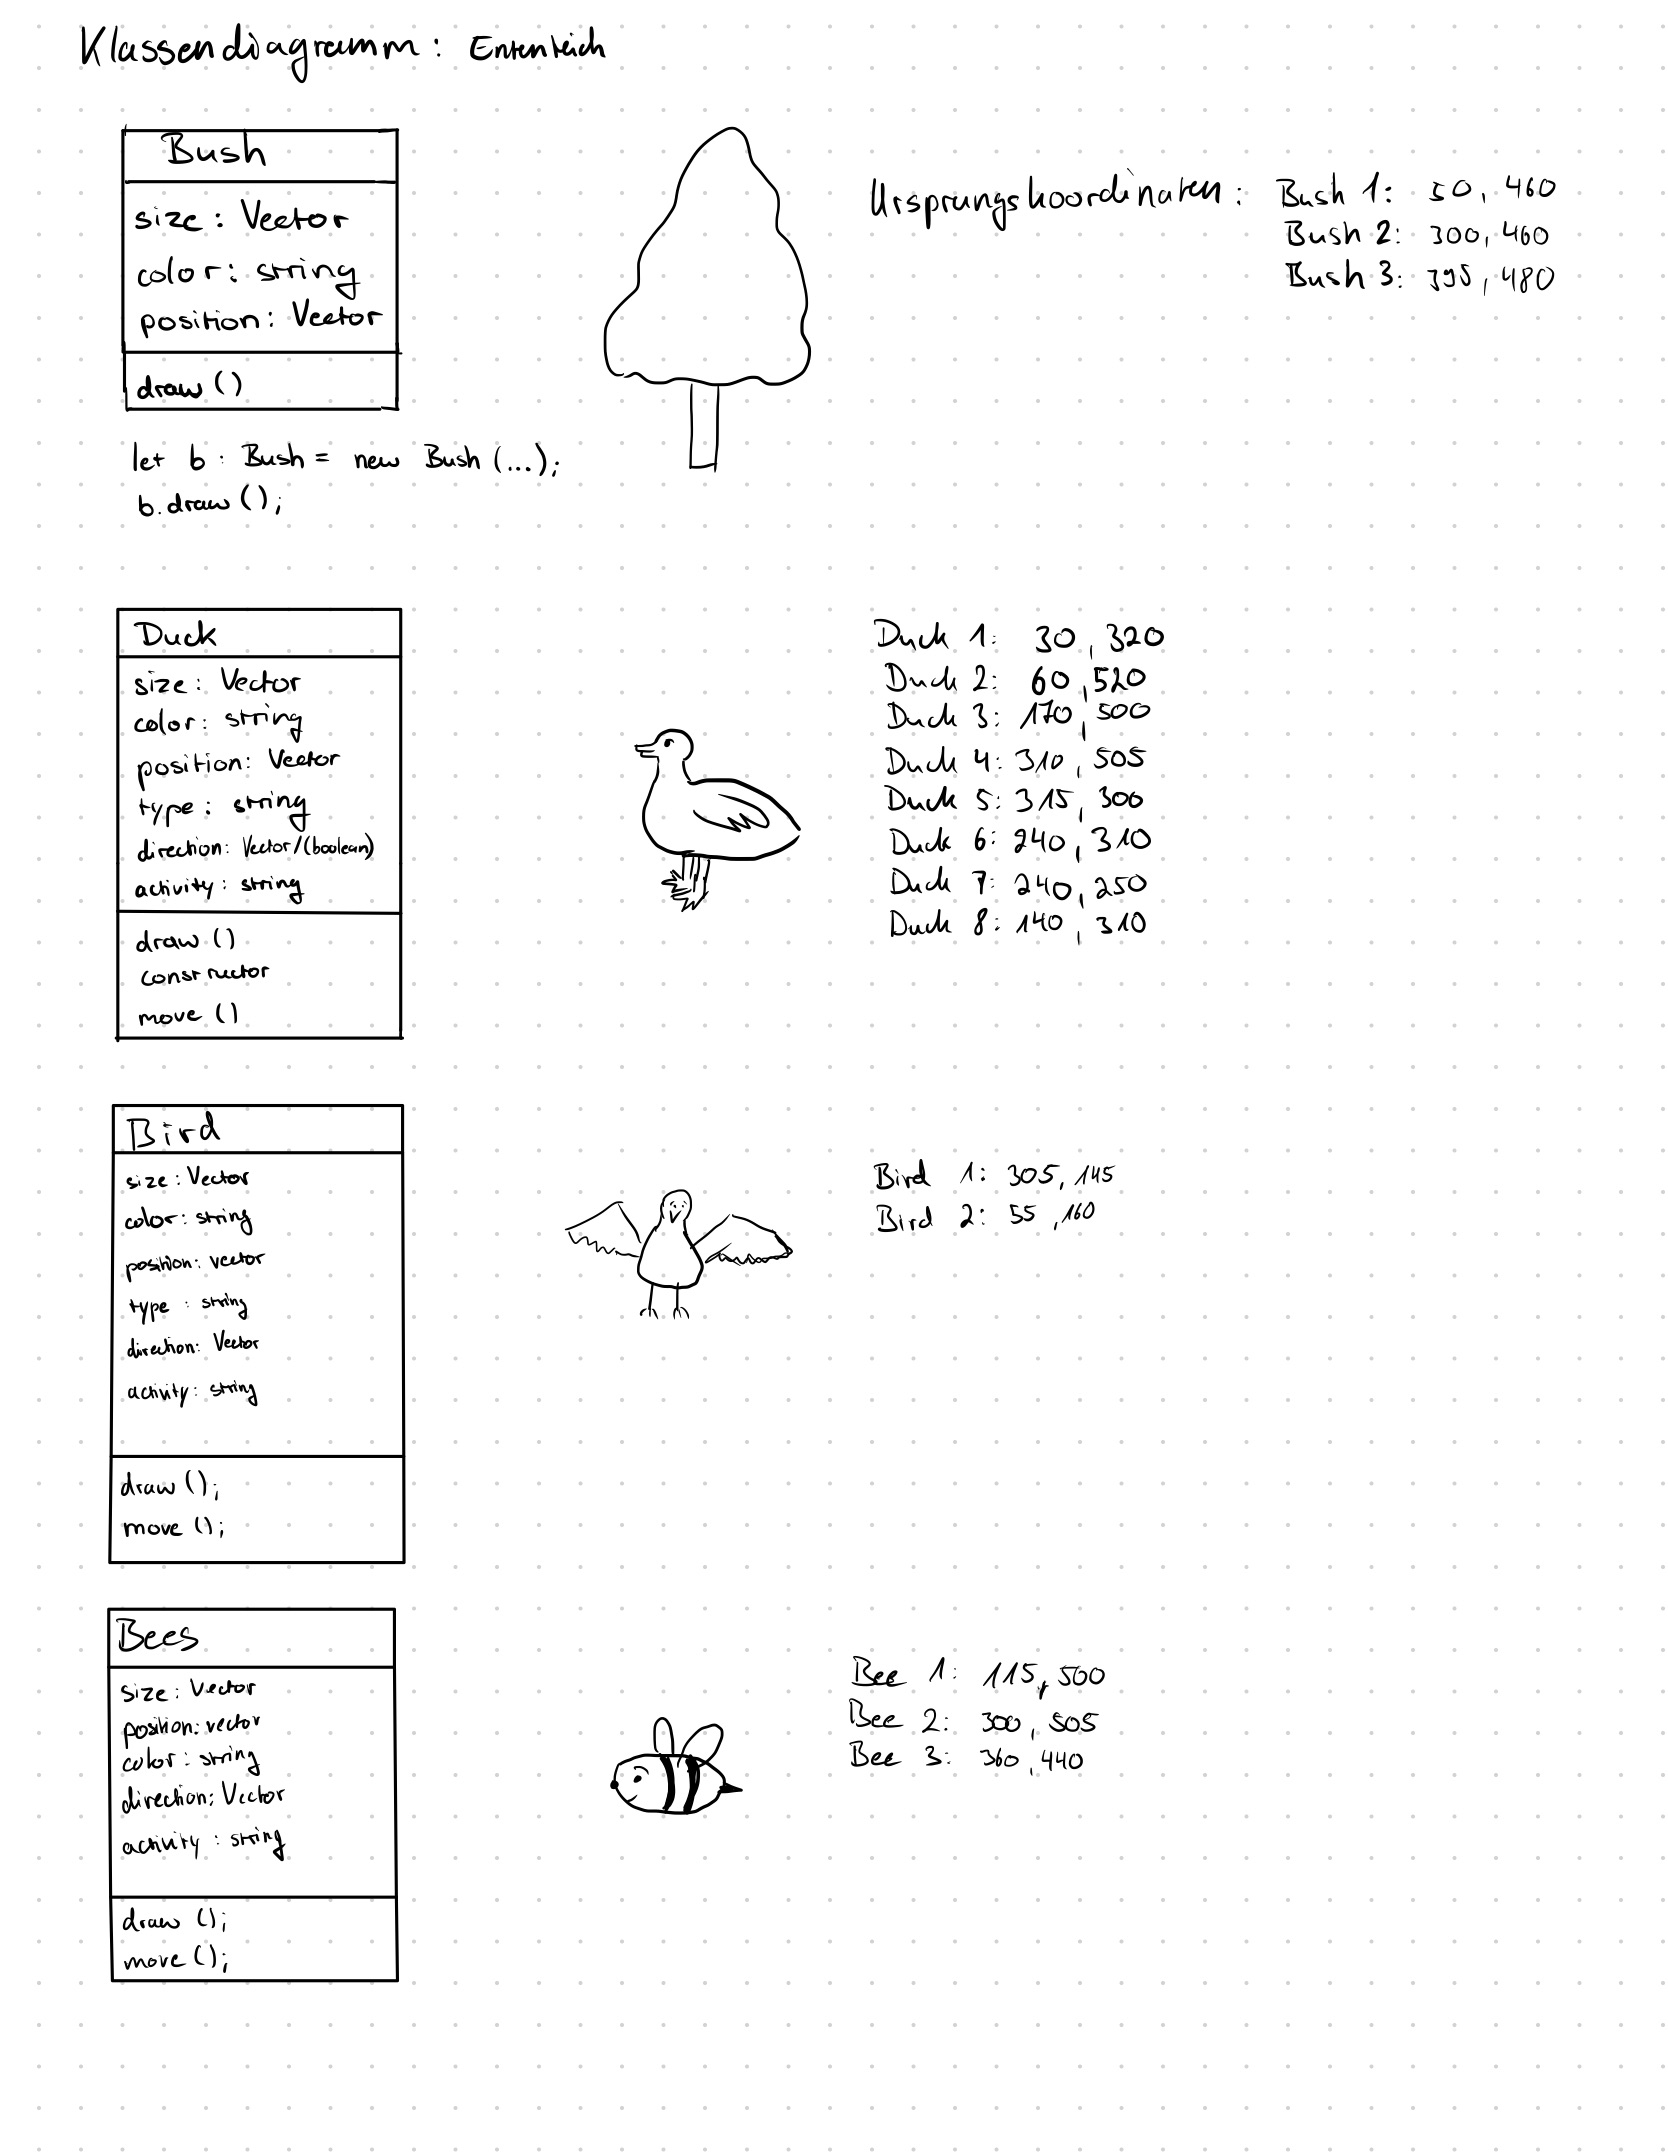 Klassendiagramm: Ententeich
Bush
size: Vector
color: string
position: Vector
draw ()
let b: Bush = new Bush (...);
b.draw ();
Ursprungskoordinaten: Bush 1: 50, 460
Bush 2: 300, 460
Bush 3: 395, 480
Duck
size: Vector
color: string
position: Vector
type: string
direction: Vector/(boolean)
activity: string
draw ()
constructor
move ()
Duck 1: 30, 320
Duck 2: 60, 520
Duck 3: 170, 500
Duck 4: 310, 505
Duck 5: 315, 300
Duck 6: 240, 310
Duck 7: 240, 250
Duck 8: 140, 310
Bird
size: Vector
color: string
position: vector
type: string
direction: Vector
activity: string
draw ();
move ();
Bird 1: 305, 145
Bird 2: 55, 160
Bees
size: Vector
position: vector
color: string
direction: Vector
activity: string
draw ();
move ();
Bee 1: 115, 500
Bee 2: 300, 505
Bee 3: 360, 440